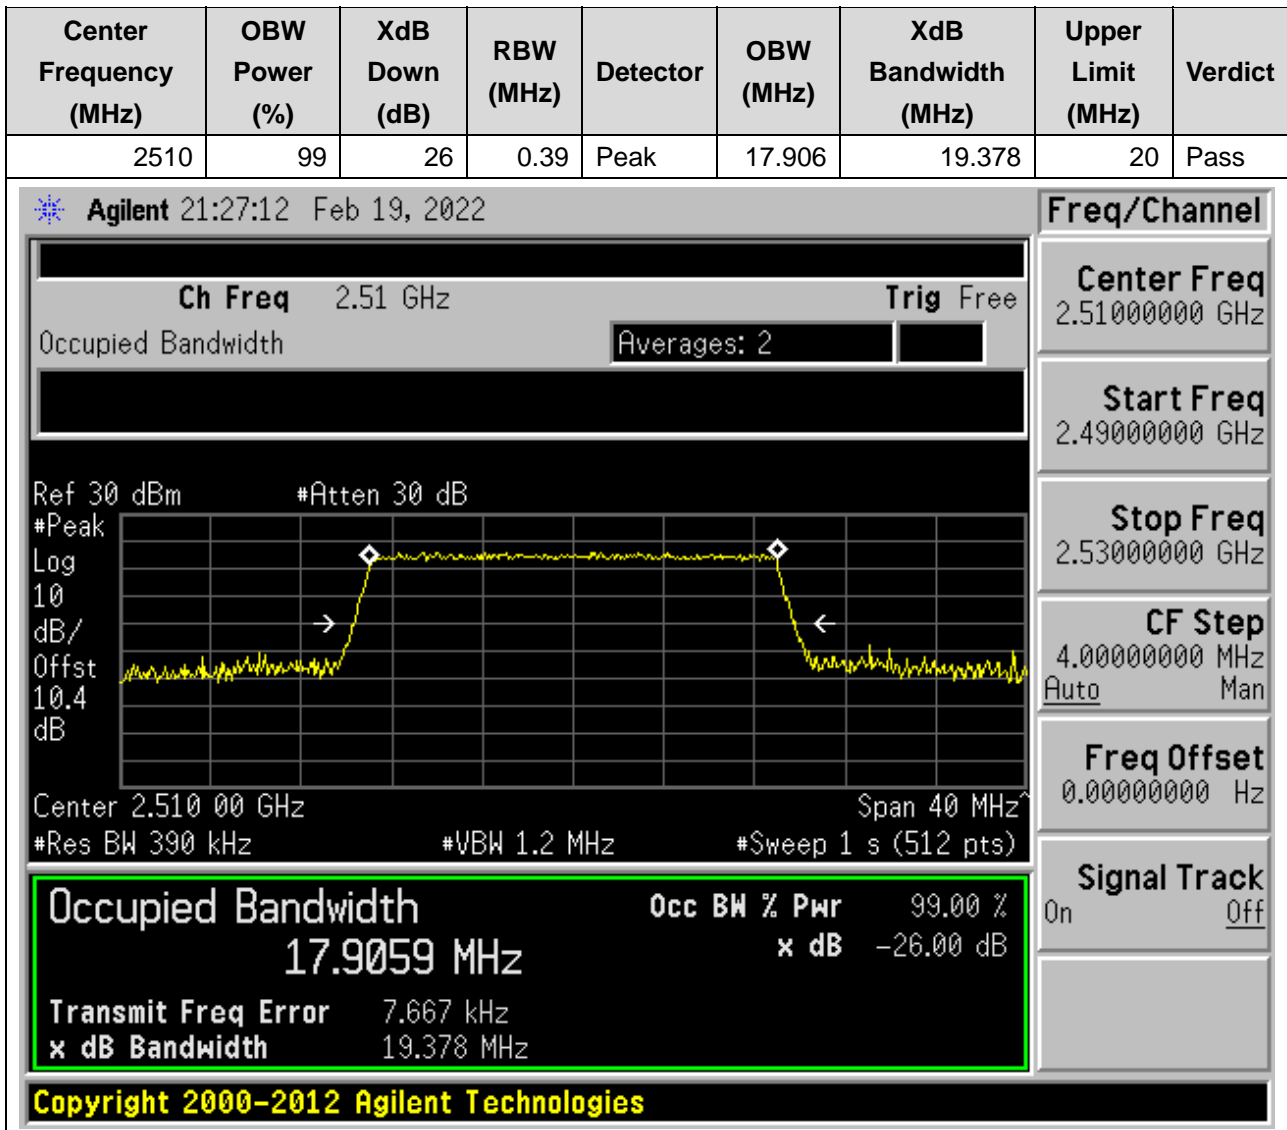 Center Frequency (MHz) OBW Power (%) XdB Down (dB) RBW (MHz) Detector OBW (MHz) XdB Bandwidth (MHz) Upper Limit (MHz) Verdict
2510 99 26 0.39 Peak 17.906 19.378 20 Pass
Agilent 21:27:12 Feb 19, 2022
Ch Freq 2.51 GHz Trig Free
Occupied Bandwidth Averages: 2
Ref 30 dBm #Atten 30 dB
#Peak
Log
10
dB/
Offst
10.4
dB
Center 2.510 00 GHz Span 40 MHz^
#Res BW 390 kHz #VBW 1.2 MHz #Sweep 1 s (512 pts)
Occupied Bandwidth Occ BW % Pwr 99.00 %
17.9059 MHz x dB -26.00 dB
Transmit Freq Error 7.667 kHz
x dB Bandwidth 19.378 MHz
Copyright 2000-2012 Agilent Technologies
Freq/Channel
Center Freq
2.51000000 GHz
Start Freq
2.49000000 GHz
Stop Freq
2.53000000 GHz
CF Step
4.00000000 MHz
Auto Man
Freq Offset
0.00000000 Hz
Signal Track
On Off